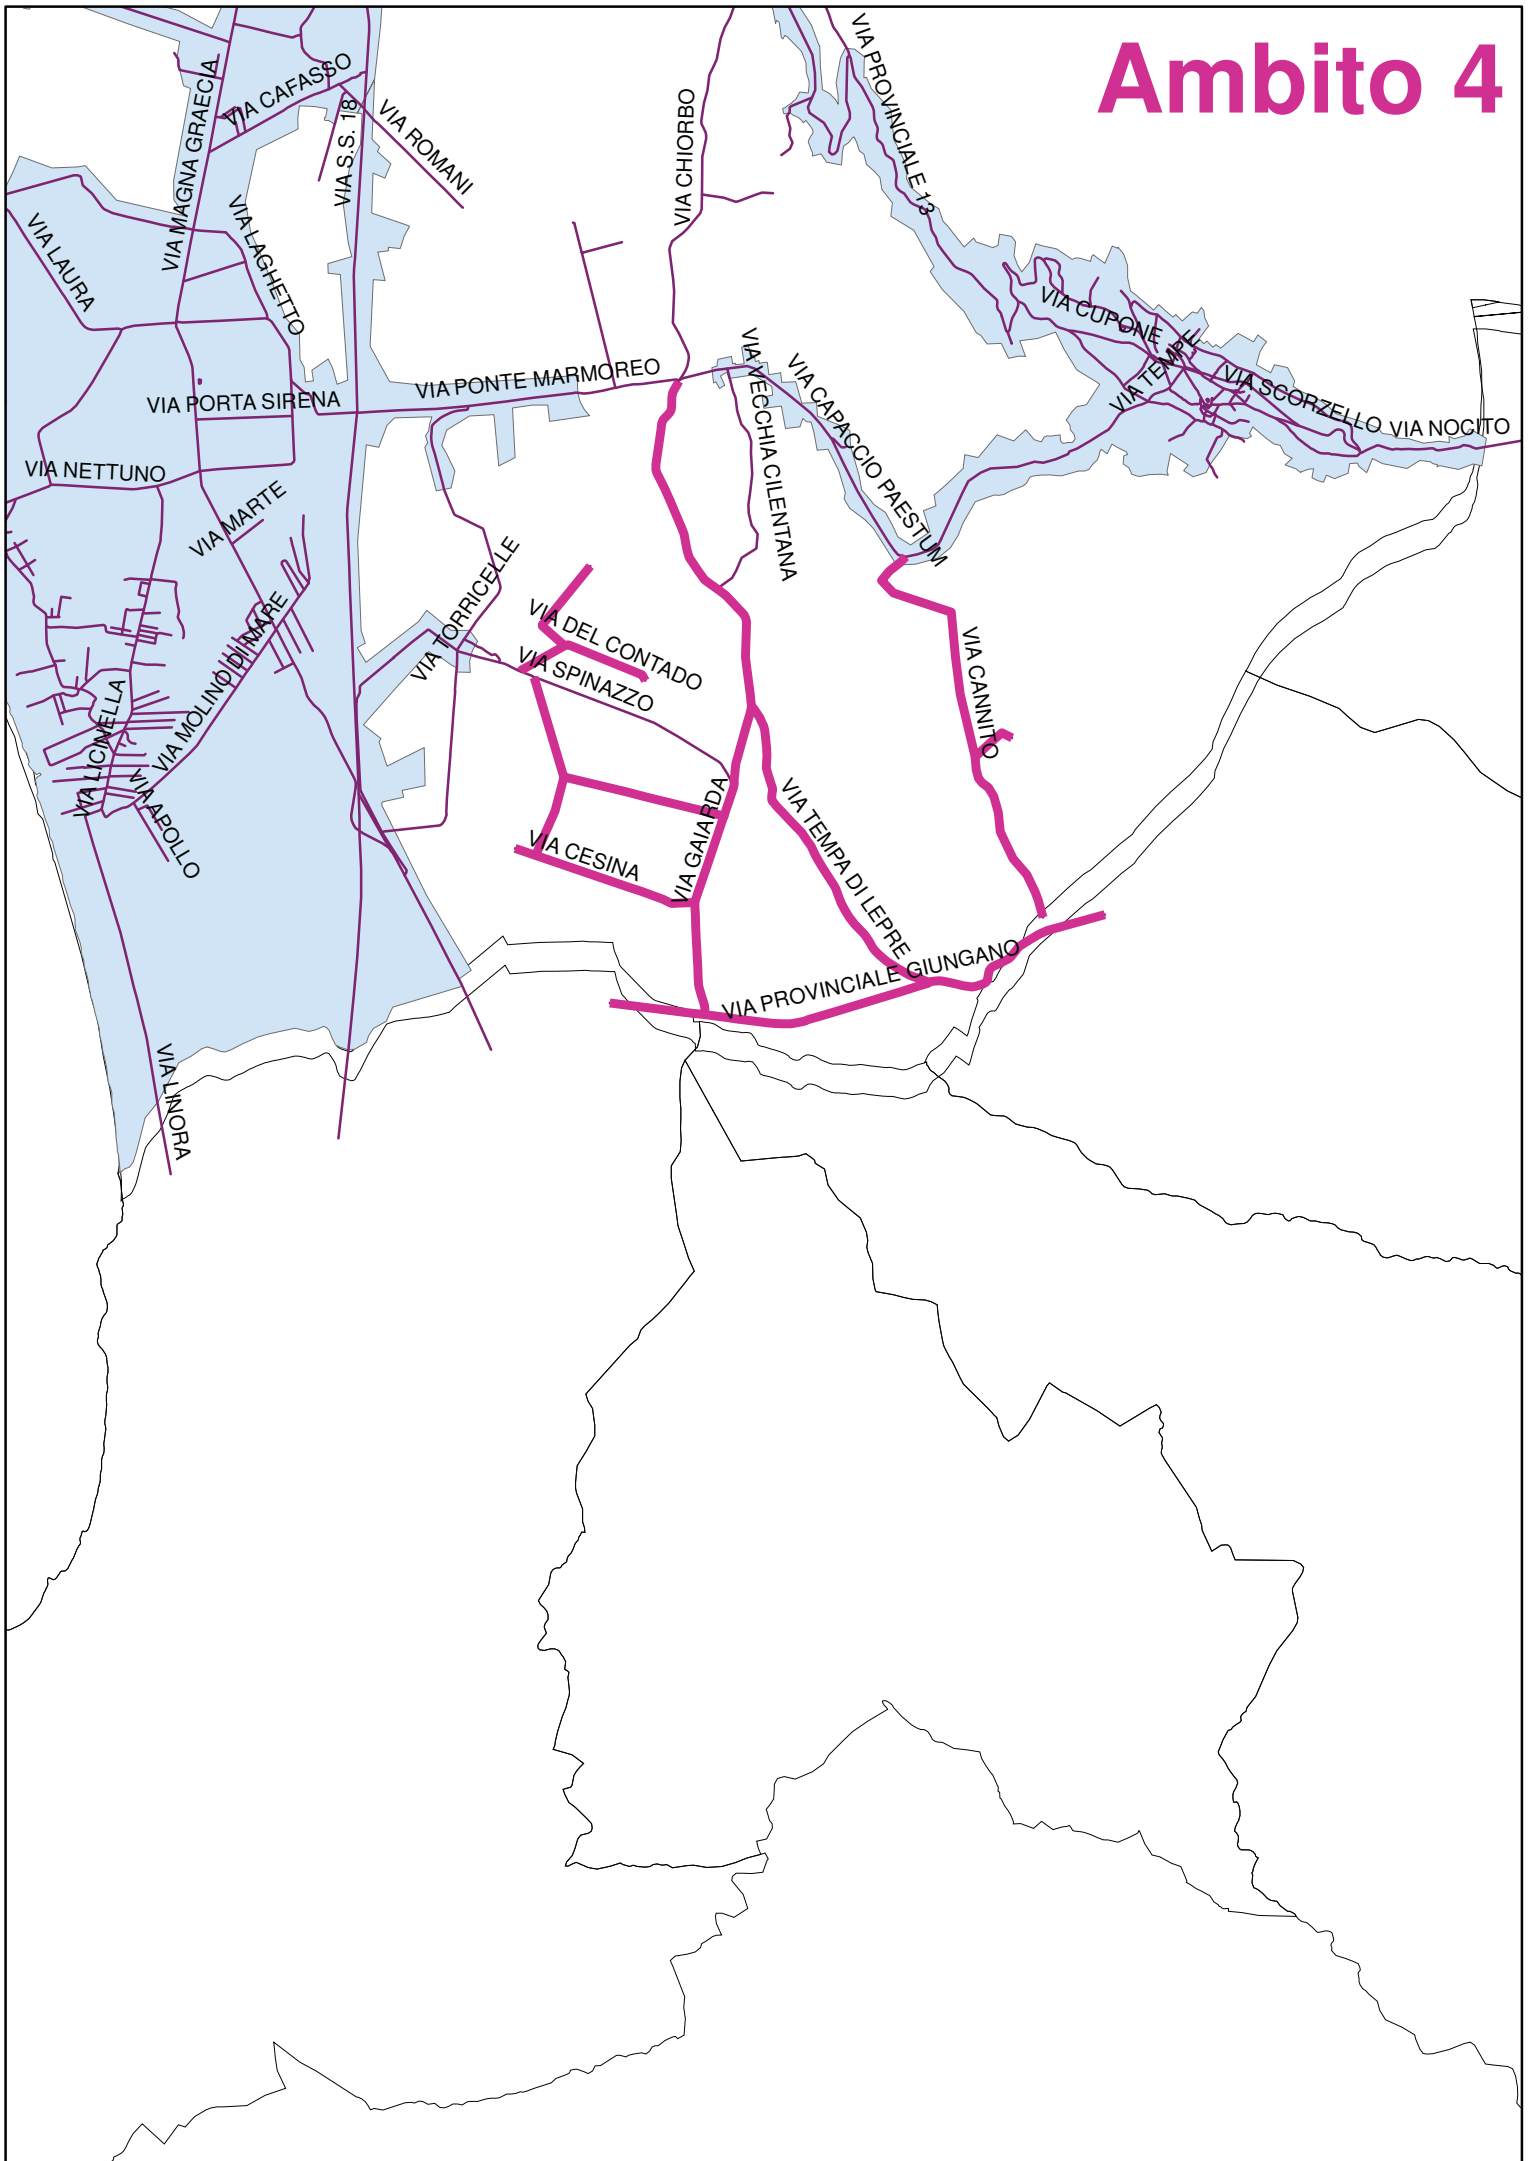 Ambito 4
VIA PROVINCIALE 13
VIA CAFASSO
VIA MAGNA GRAECIA
VIA S.S. 18
VIA ROMANI
VIA CHIORBO
VIA LAURA
VIA LAGHETTO
VIA CUPONE
VIA TEMPE
VIA SCORZELLO
VIA NOCITO
VIA PONTE MARMOREO
VIA PORTA SIRENA
VIA VECCHIA CILENTANA
VIA CAPACCIO PAESTUM
VIA NETTUNO
VIA MARTE
VIA TORRICELLE
VIA DEL CONTADO
VIA SPINAZZO
VIA CANNITO
VIA MOLINO DI MARE
VIA LICINELLA
VIA APOLLO
VIA GAIARDA
VIA TEMPA DI LEPRE
VIA CESINA
VIA PROVINCIALE GIUNGANO
VIA LINORA